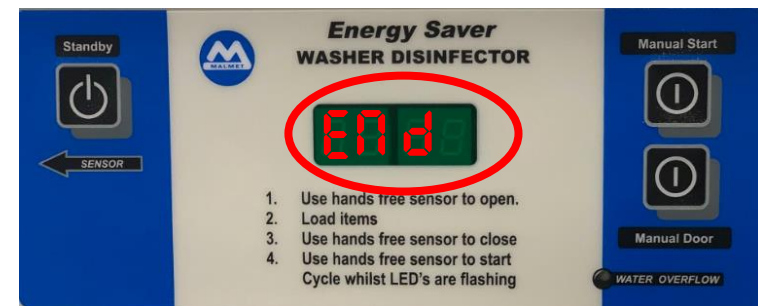 Standby
SENSOR
MALMET
Energy Saver
WASHER DISINFECTOR
End
1. Use hands free sensor to open.
2. Load items
3. Use hands free sensor to close
4. Use hands free sensor to start
Cycle whilst LED's are flashing
Manual Start
Manual Door
WATER OVERFLOW